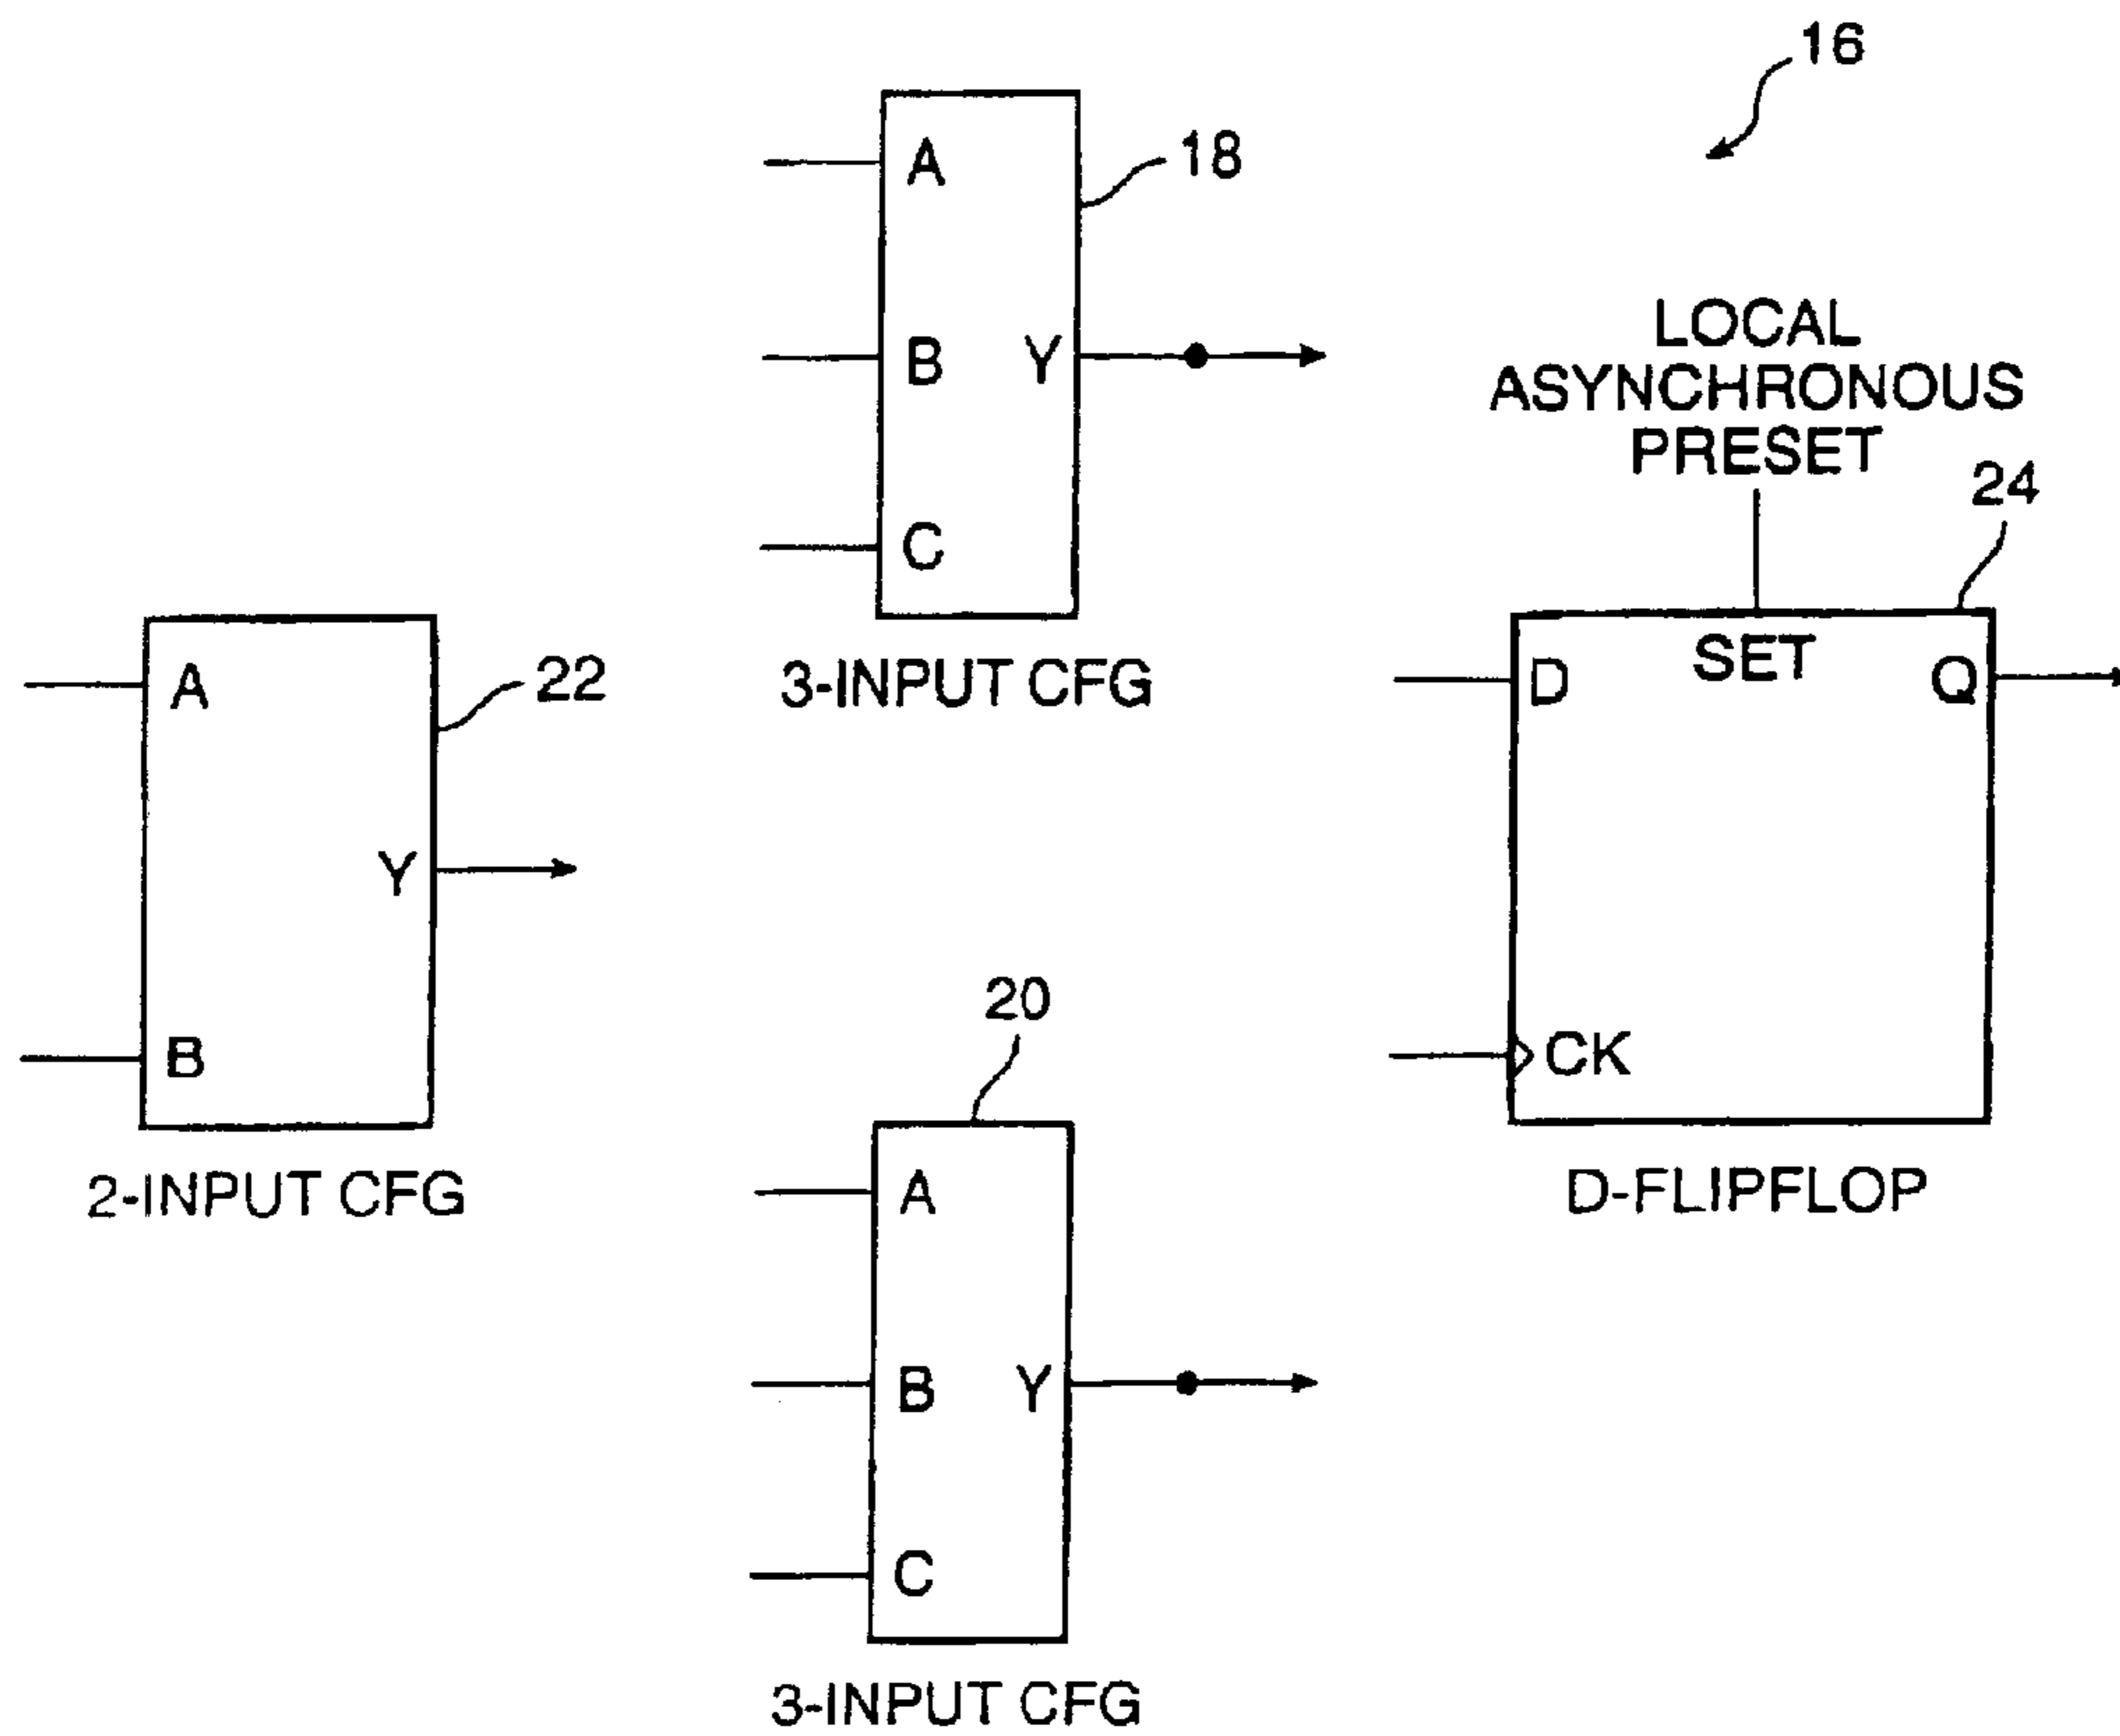 16
A
18
B Y
C
3-INPUT CFG
LOCAL
ASYNCHRONOUS
PRESET
24
A
22
Y
B
2-INPUT CFG
SET
D Q
CK
D-FLIPFLOP
20
A
B Y
C
3-INPUT CFG